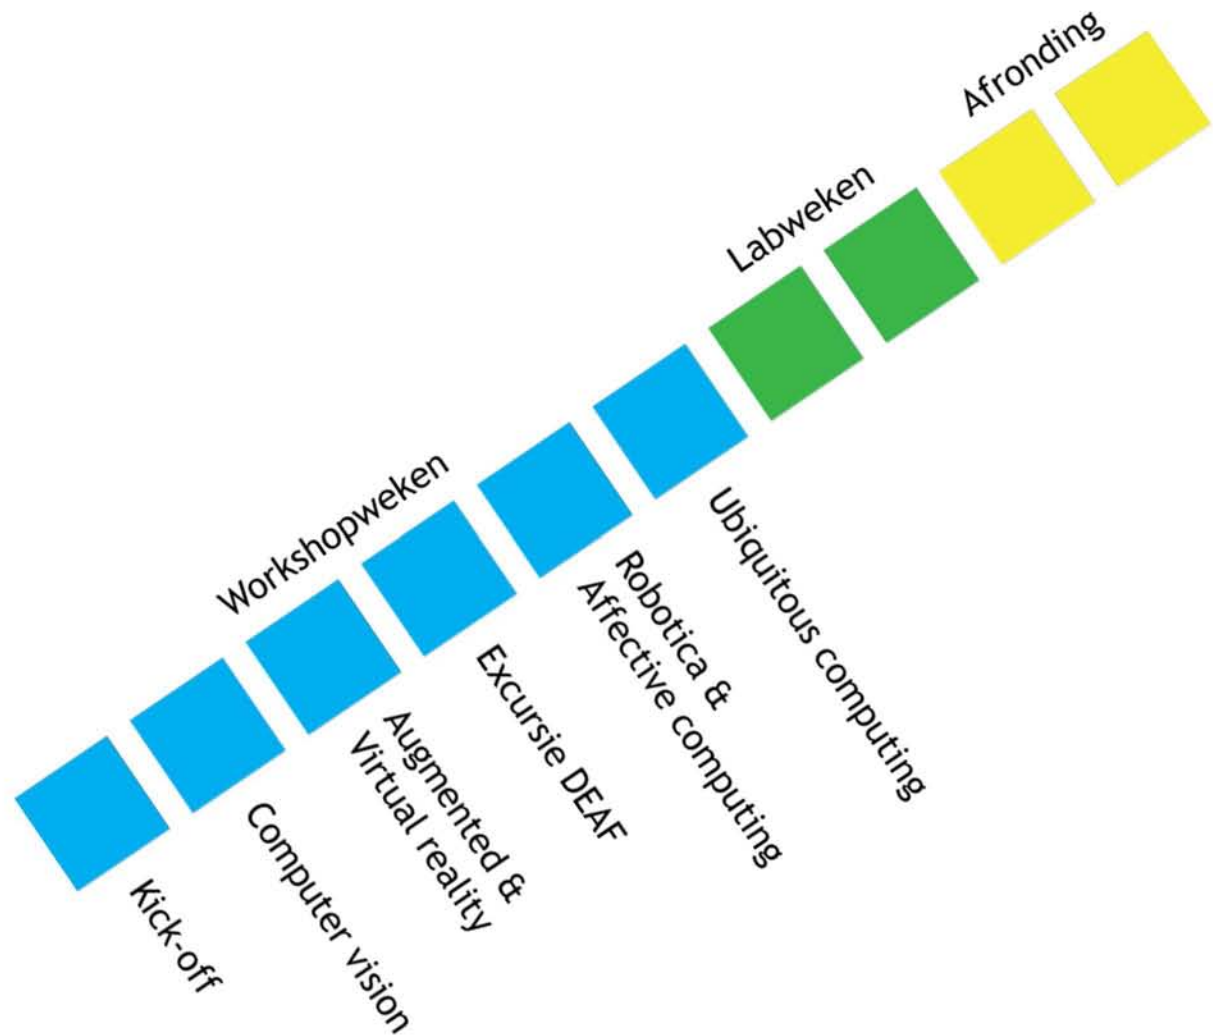 Afronding
Labweken
Workshopweken
Kick-off
Computer vision
Augmented &
Virtual reality
Excursie DEAF
Robotica &
Affective computing
Ubiquitous computing